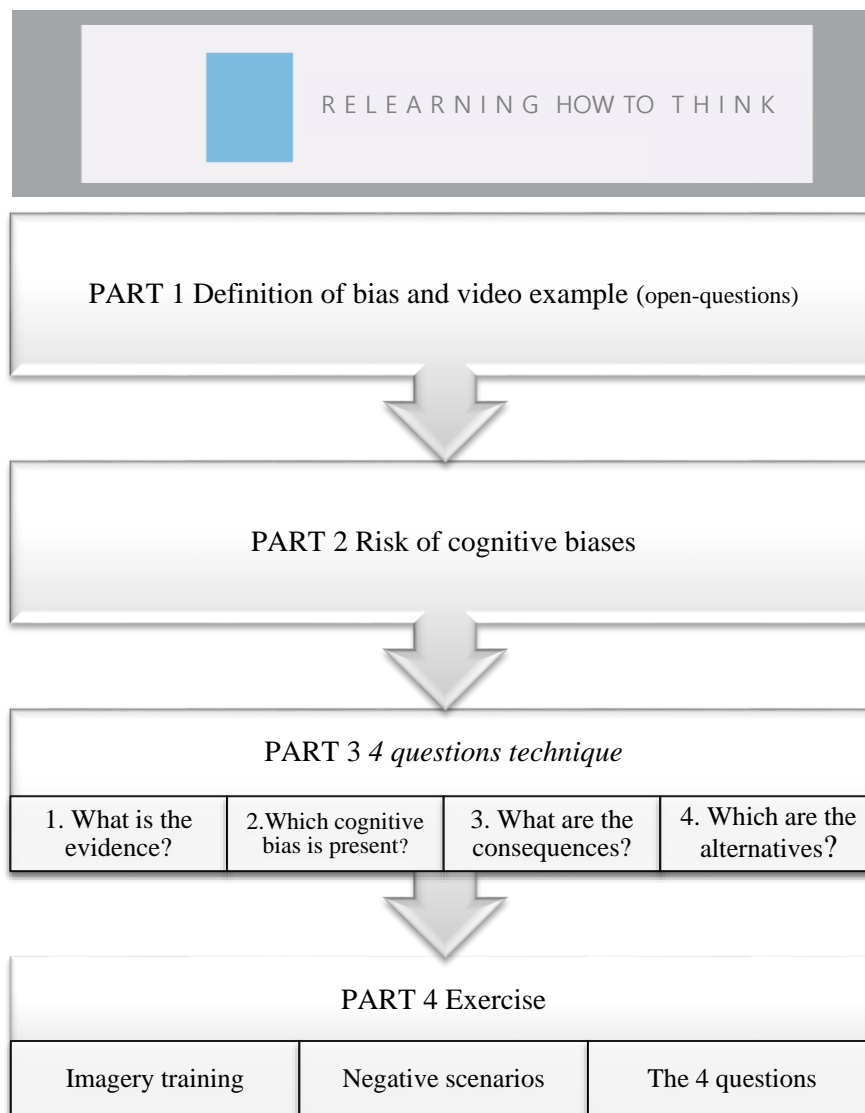 RELEARNING HOW TO THINK
PART 1 Definition of bias and video example (open-questions)
PART 2 Risk of cognitive biases
PART 3 4 questions technique
1. What is the
evidence?
2.Which cognitive
bias is present?
3. What are the
consequences?
4. Which are the
alternatives?
PART 4 Exercise
Imagery training
Negative scenarios
The 4 questions